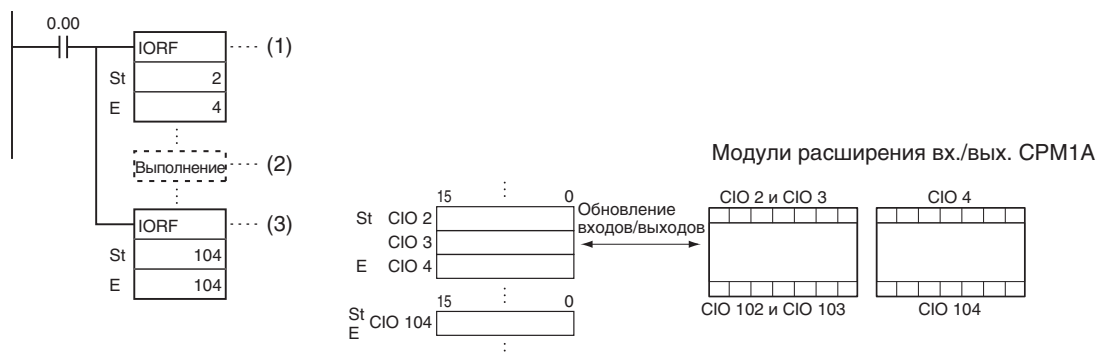 0.00
IORF (1)
St 2
E 4
Выполнение (2)
IORF (3)
St 104
E 104
15 0
St CIO 2
CIO 3
E CIO 4
15 0
St
E CIO 104
Обновление
входов/выходов
Модули расширения вх./вых. CPM1A
CIO 2 и CIO 3
CIO 4
CIO 102 и CIO 103
CIO 104